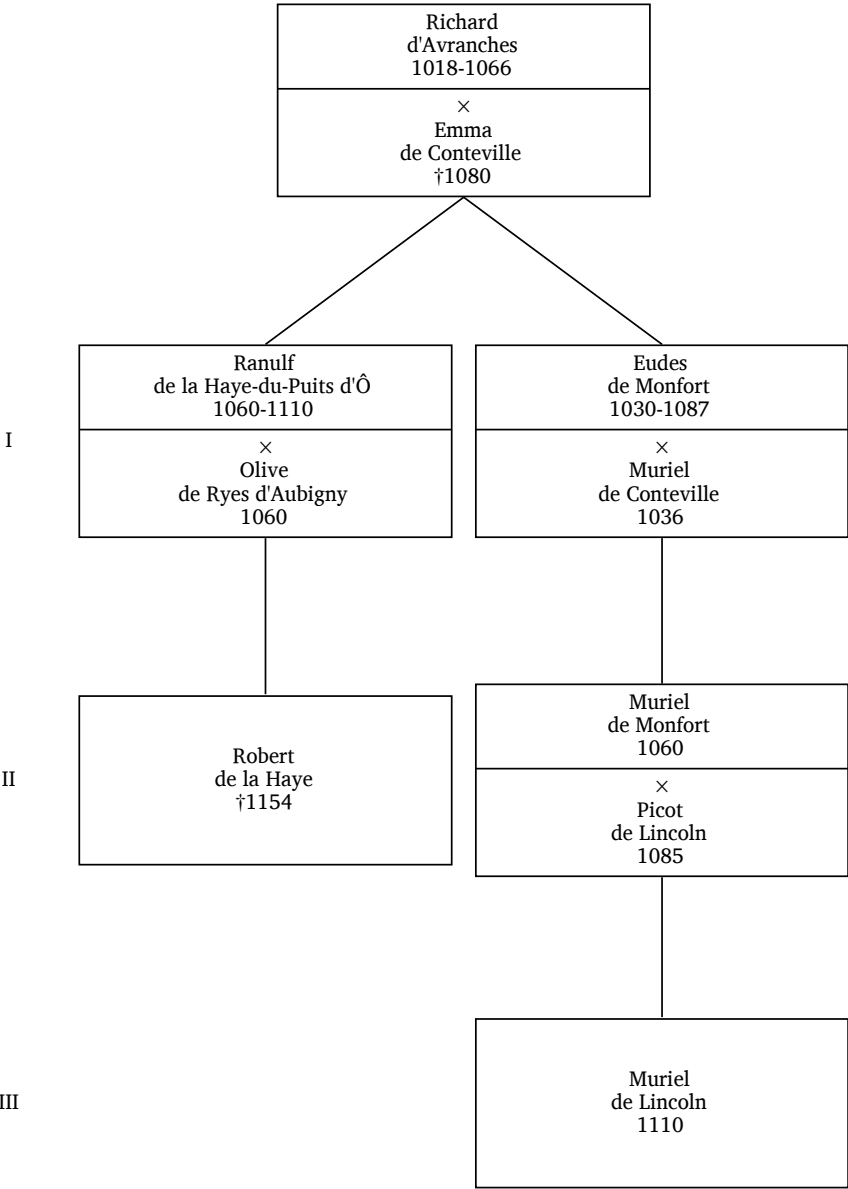 Richard
d'Avranches
1018-1066
×
Emma
de Conteville
†1080
I
Ranulf
de la Haye-du-Puits d'Ô
1060-1110
×
Olive
de Ryes d'Aubigny
1060
Eudes
de Monfort
1030-1087
×
Muriel
de Conteville
1036
II
Robert
de la Haye
†1154
Muriel
de Monfort
1060
×
Picot
de Lincoln
1085
III
Muriel
de Lincoln
1110